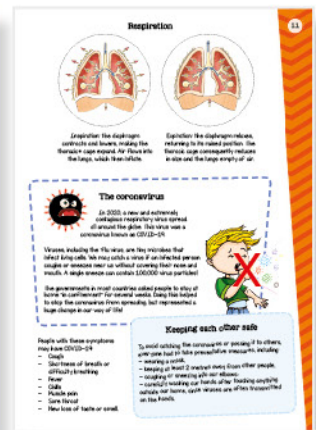 Respiration
11
Inspiration: the diaphragm
contracts and lowers, making the
thoracic cage expand. Air flows into
the lungs, which then inflate.
Expiration: the diaphragm relaxes,
returning to its raised position. The
thoracic cage consequently reduces
in size and the lungs empty of air.
The coronavirus
In 2020, a new and extremely
contagious respiratory virus spread
all around the globe. This virus was a
coronavirus known as COVID-19.
Viruses, including the flu virus, are tiny microbes that
infect living cells. We may catch a virus if an infected person
coughs or sneezes near us without covering their nose and
mouth. A single sneeze can contain 100,000 virus particles!
The governments in most countries asked people to stay at
home "in confinement" for several weeks. Doing this helped
to stop the coronavirus from spreading, but represented a
huge change in our way of life!
People with these symptoms
may have COVID-19:
- Cough
- Shortness of breath or
difficulty breathing
- Fever
- Chills
- Muscle pain
- Sore throat
- New loss of taste or smell
Keeping each other safe
To avoid catching the coronavirus or passing it to others,
everyone had to take preventative measures, including
- wearing a mask.
- keeping at least 2 metres away from other people.
- coughing or sneezing into our elbows.
- carefully washing our hands after touching anything
outside our home, since viruses are often transmitted
on the hands.